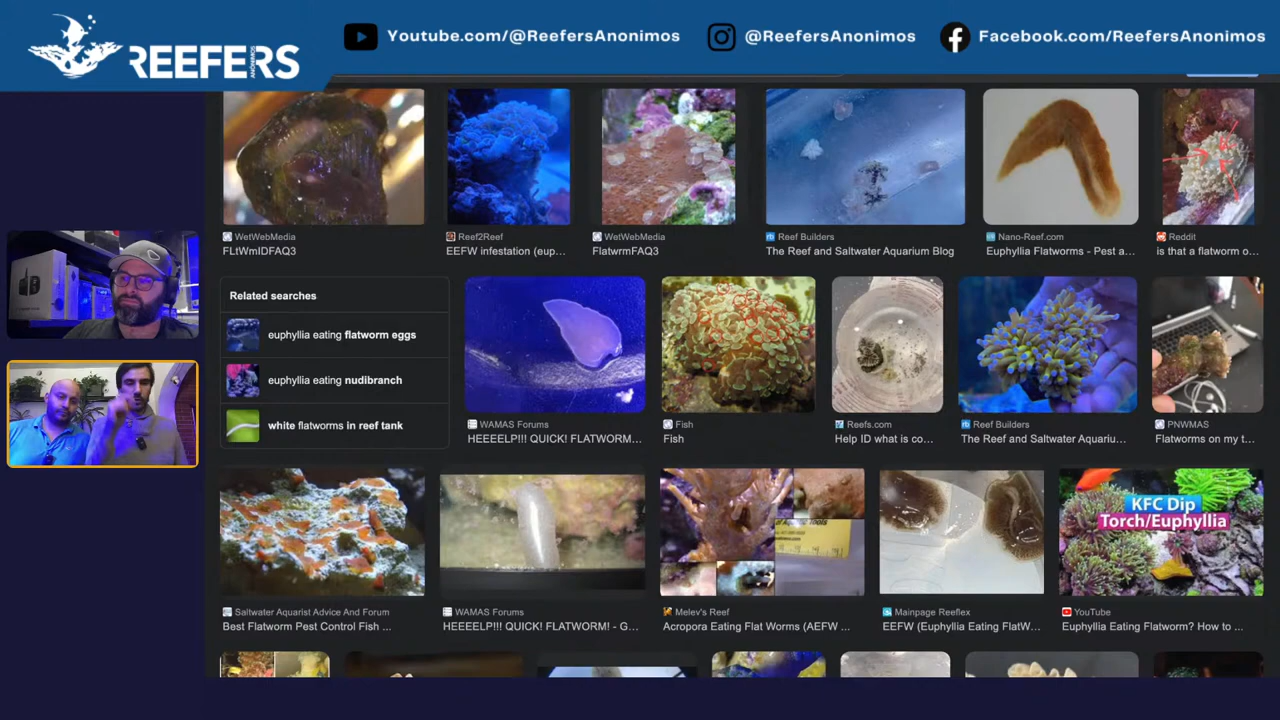 REEFERS
ANONIMOS
Youtube.com/@ReefersAnonimos
@ReefersAnonimos
Facebook.com/ReefersAnonimos
WetWebMedia
FLtWmIDFAQ3
Reef2Reef
EEFW infestation (eup...
WetWebMedia
FlatwrmFAQ3
Reef Builders
The Reef and Saltwater Aquarium Blog
Nano-Reef.com
Euphyllia Flatworms - Pest a...
Reddit
is that a flatworm o...
Related searches
euphyllia eating flatworm eggs
euphyllia eating nudibranch
white flatworms in reef tank
WAMAS Forums
HEEEELP!!! QUICK! FLATWORM...
Fish
Fish
Reefs.com
Help ID what is co...
Reef Builders
The Reef and Saltwater Aquariu...
PNWMAS
Flatworms on my t...
KFC Dip
Torch/Euphyllia
Saltwater Aquarist Advice And Forum
Best Flatworm Pest Control Fish ...
WAMAS Forums
HEEEELP!!! QUICK! FLATWORM! - G...
Melev's Reef
Acropora Eating Flat Worms (AEFW ...
Mainpage Reeflex
EEFW (Euphyllia Eating FlatW...
YouTube
Euphyllia Eating Flatworm? How to ...